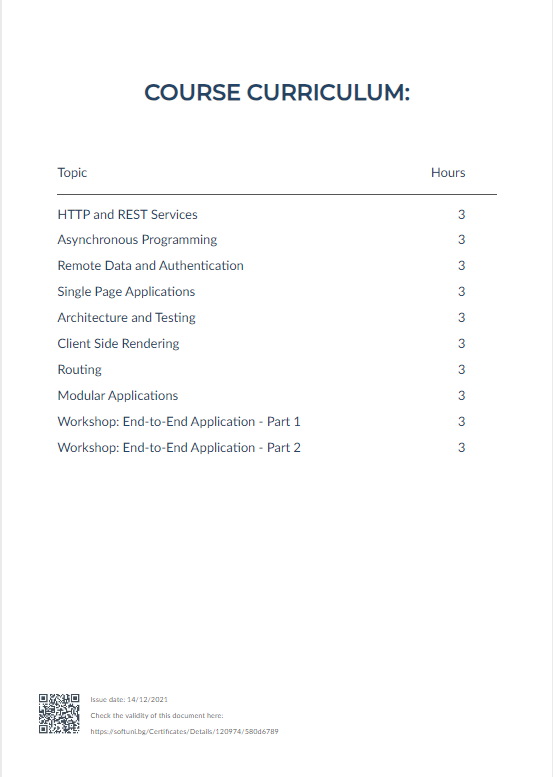 COURSE CURRICULUM:
Topic Hours
HTTP and REST Services 3
Asynchronous Programming 3
Remote Data and Authentication 3
Single Page Applications 3
Architecture and Testing 3
Client Side Rendering 3
Routing 3
Modular Applications 3
Workshop: End-to-End Application - Part 1 3
Workshop: End-to-End Application - Part 2 3
Issue date: 14/12/2021
Check the validity of this document here:
https://softuni.bg/Certificates/Details/120974/580d6789